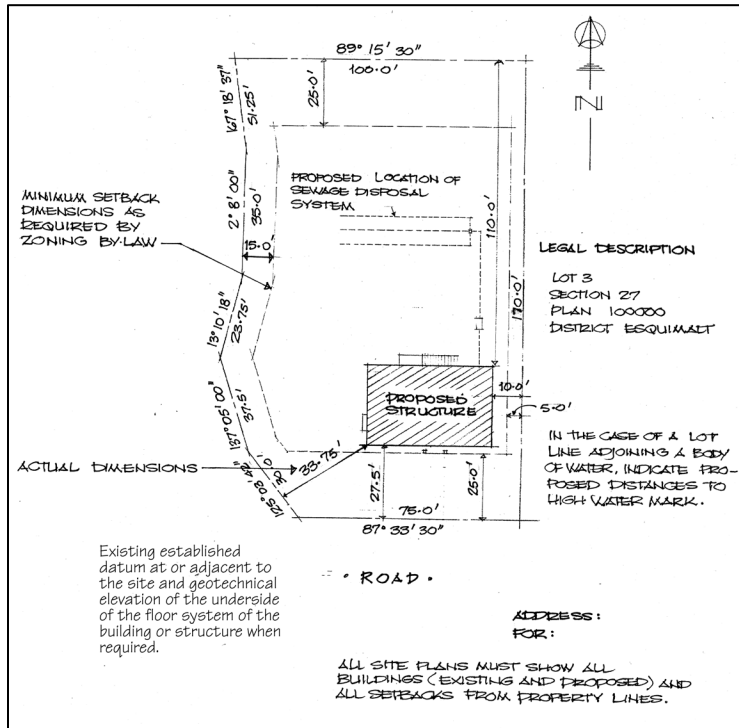 89° 15' 30"
100.0'
N
167° 18' 37"
51.25'
25.0'
2° 8' 00"
35.0'
MINIMUM SETBACK
DIMENSIONS AS
REQUIRED BY
ZONING BY-LAW
PROPOSED LOCATION OF
SEWAGE DISPOSAL
SYSTEM
15.0'
110.0'
170.0'
LEGAL DESCRIPTION
LOT 3
SECTION 27
PLAN 100000
DISTRICT ESQUIMALT
13° 10' 18"
23.75'
137° 05' 00"
37.5'
PROPOSED
STRUCTURE
10.0'
5.0'
IN THE CASE OF A LOT
LINE ADJOINING A BODY
OF WATER, INDICATE PRO-
POSED DISTANCES TO
HIGH WATER MARK.
ACTUAL DIMENSIONS
125° 03' 42"
30.0'
33.75'
27.5'
25.0'
75.0'
87° 33' 30"
Existing established
datum at or adjacent to
the site and geotechnical
elevation of the underside
of the floor system of the
building or structure when
required.
• ROAD •
ADDRESS:
FOR:
ALL SITE PLANS MUST SHOW ALL
BUILDINGS (EXISTING AND PROPOSED) AND
ALL SETBACKS FROM PROPERTY LINES.